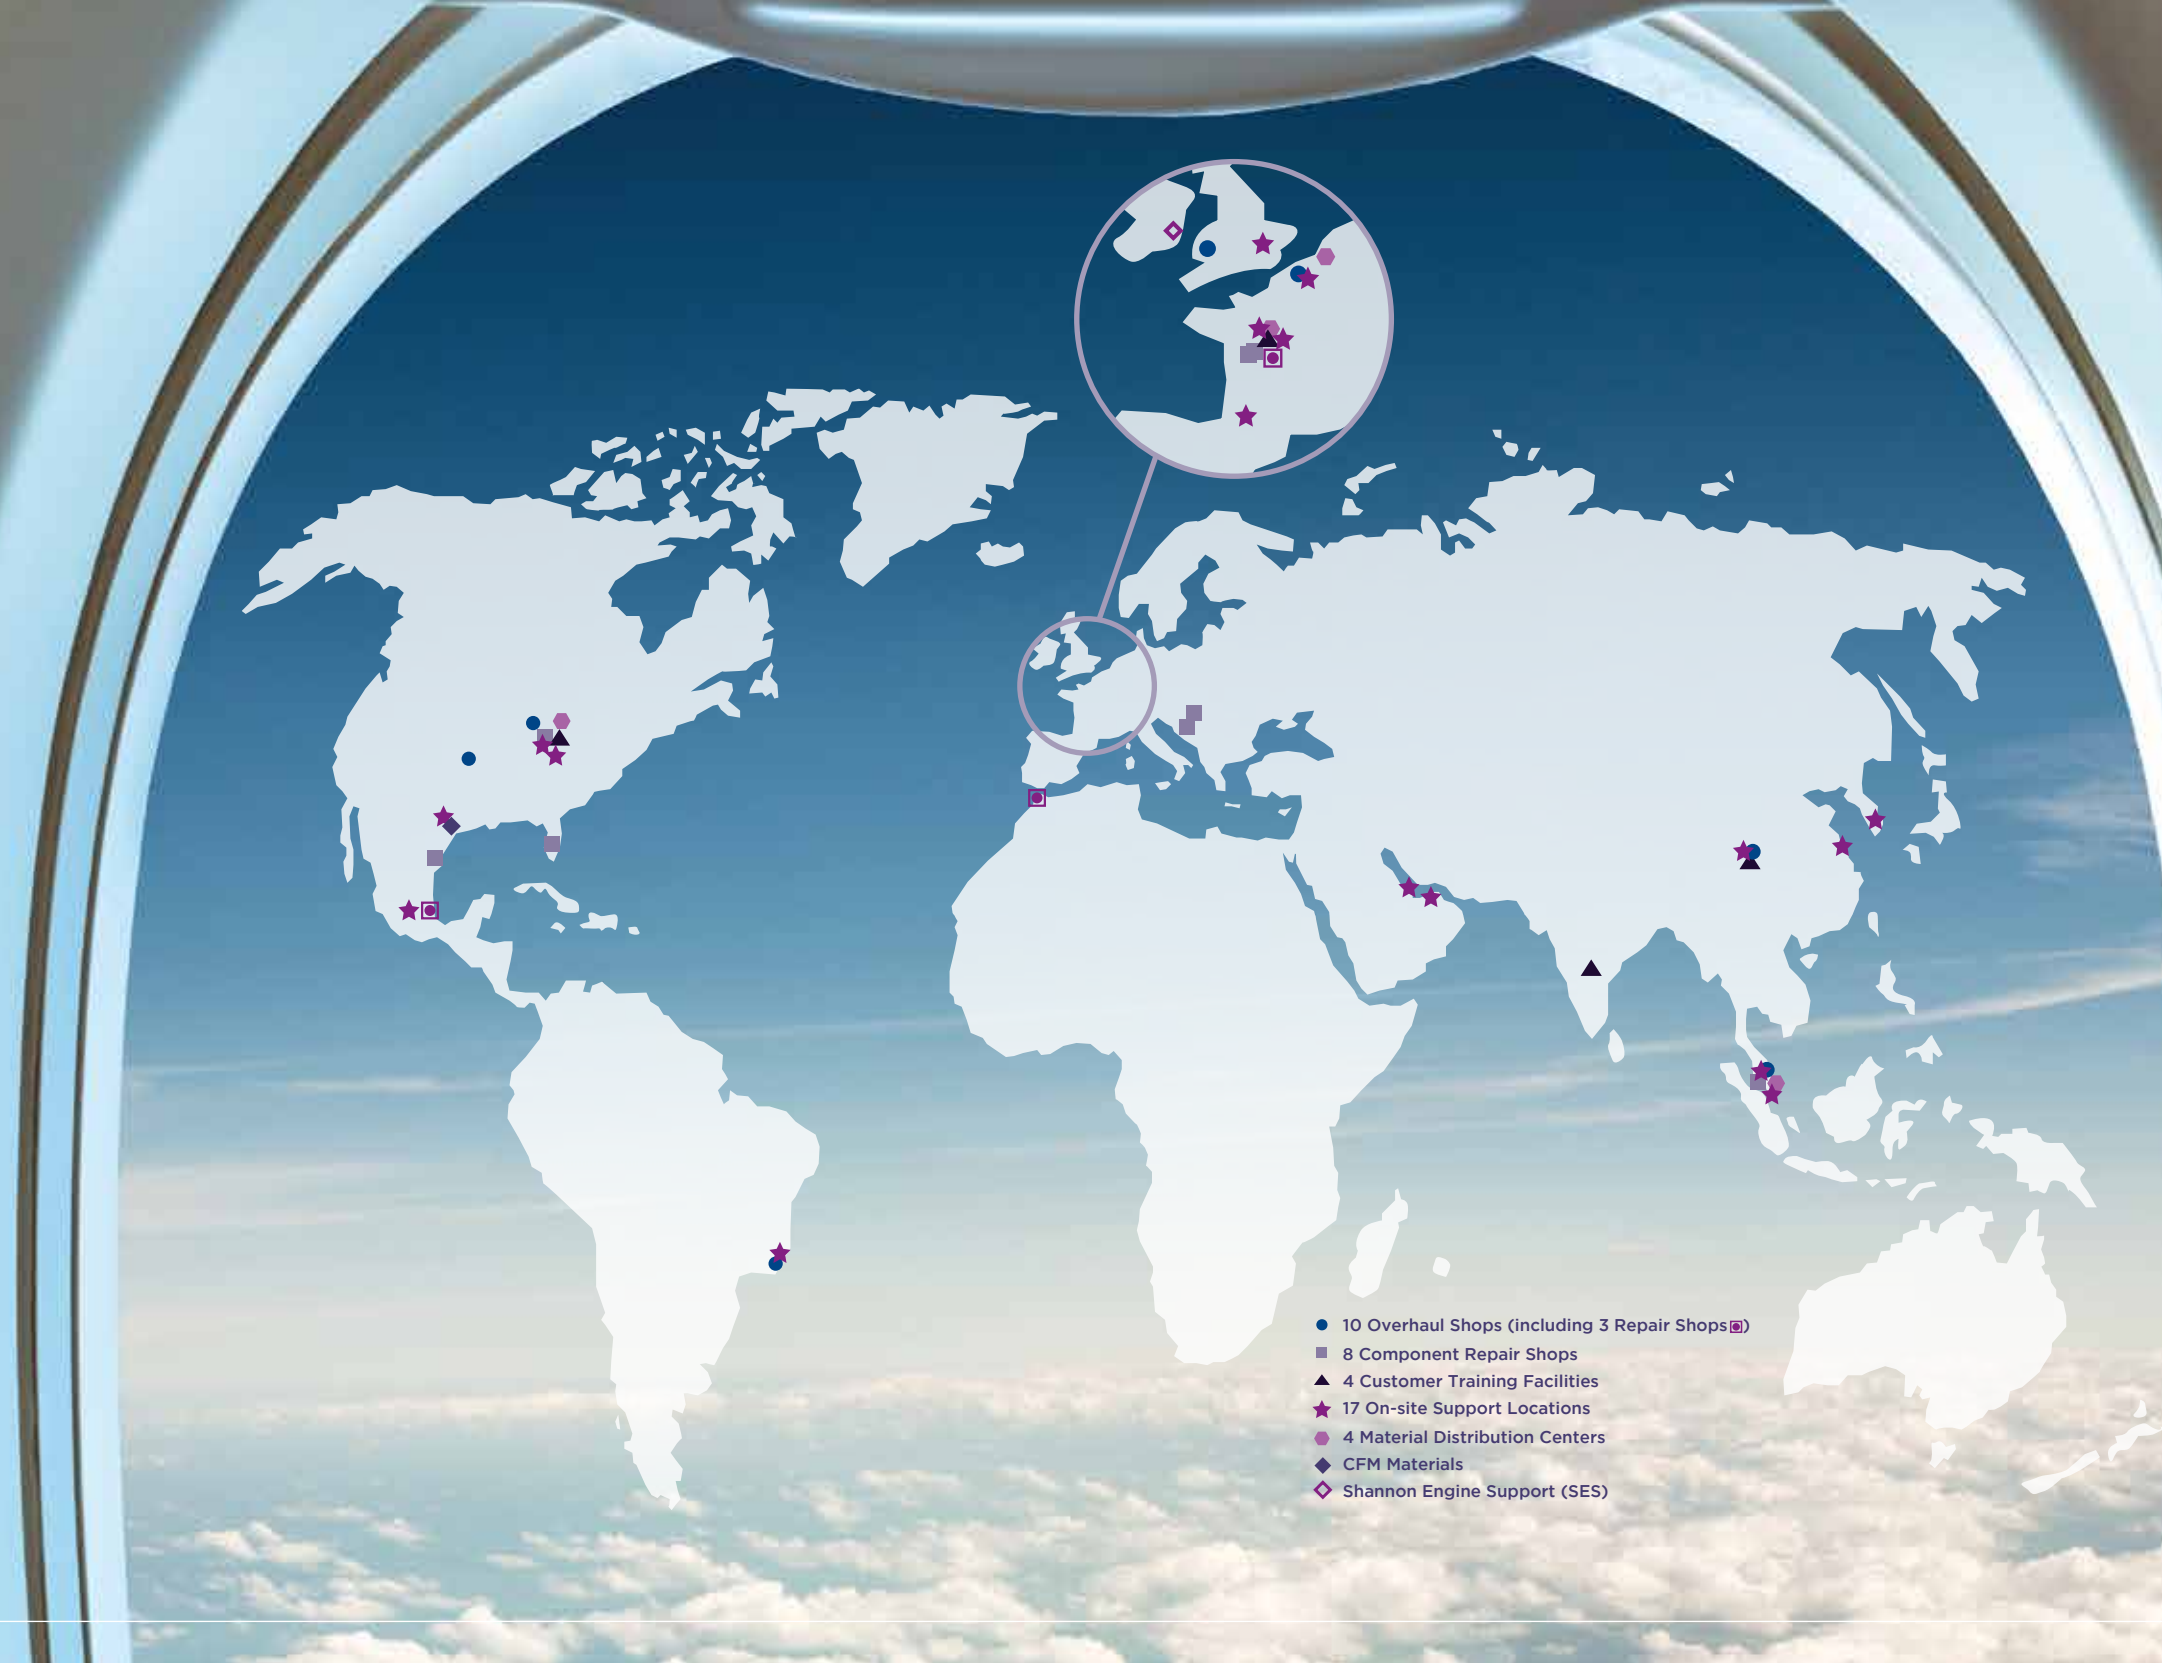 10 Overhaul Shops (including 3 Repair Shops)
8 Component Repair Shops
4 Customer Training Facilities
17 On-site Support Locations
4 Material Distribution Centers
CFM Materials
Shannon Engine Support (SES)